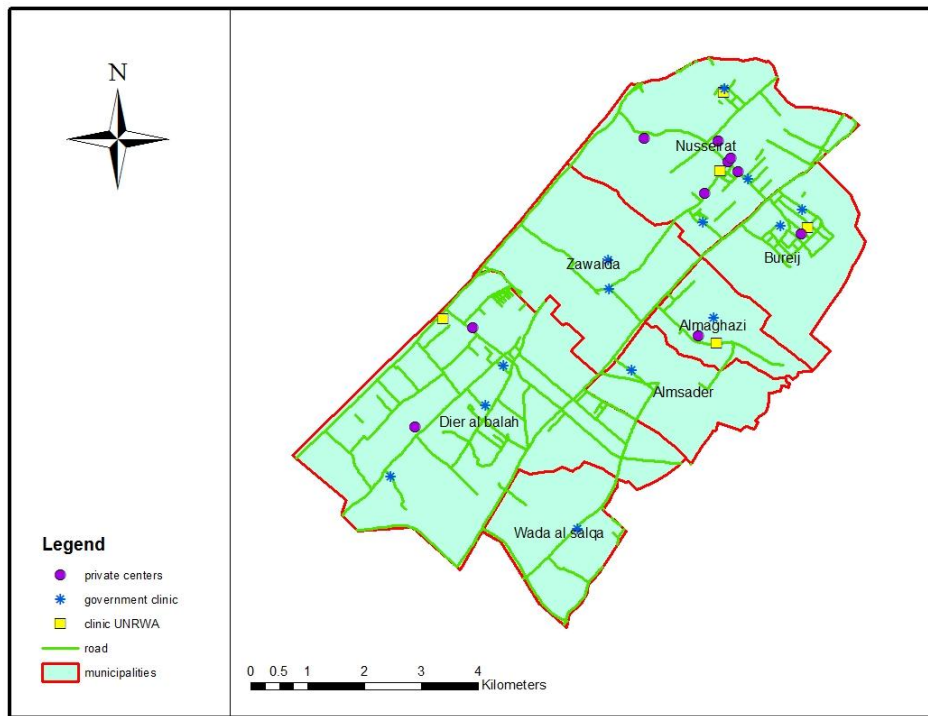 N
Nusseirat
Bureij
Zawaida
Almaghazi
Almsader
Dier al balah
Wada al salqa
Legend
private centers
government clinic
clinic UNRWA
road
municipalities
0 0.5 1 2 3 4
Kilometers